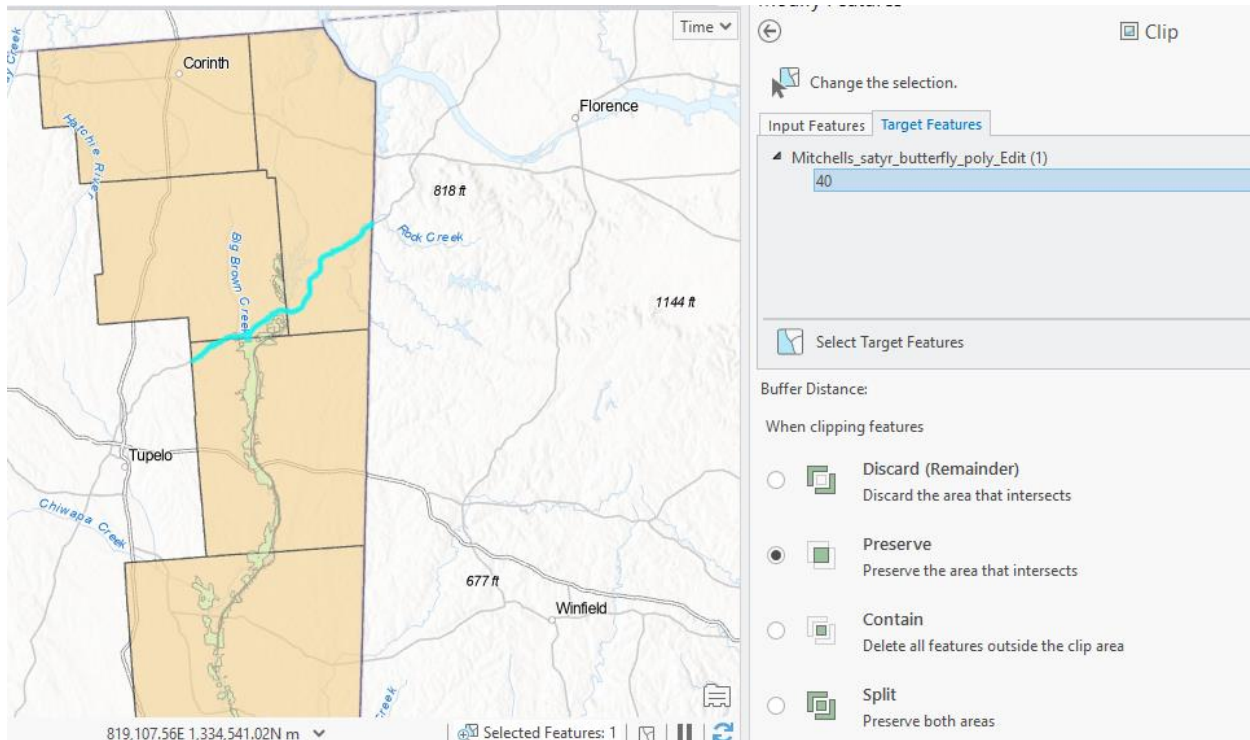 Time
Corinth
Florence
Hatchie River
818 ft
Big Brown Creek
Rock Creek
1144 ft
Tupelo
Chiwapa Creek
677 ft
Winfield
819,107.56E 1,334,541.02N m
Selected Features: 1
Clip
Change the selection.
Input Features
Target Features
Mitchells_satyr_butterfly_poly_Edit (1)
40
Select Target Features
Buffer Distance:
When clipping features
Discard (Remainder)
Discard the area that intersects
Preserve
Preserve the area that intersects
Contain
Delete all features outside the clip area
Split
Preserve both areas